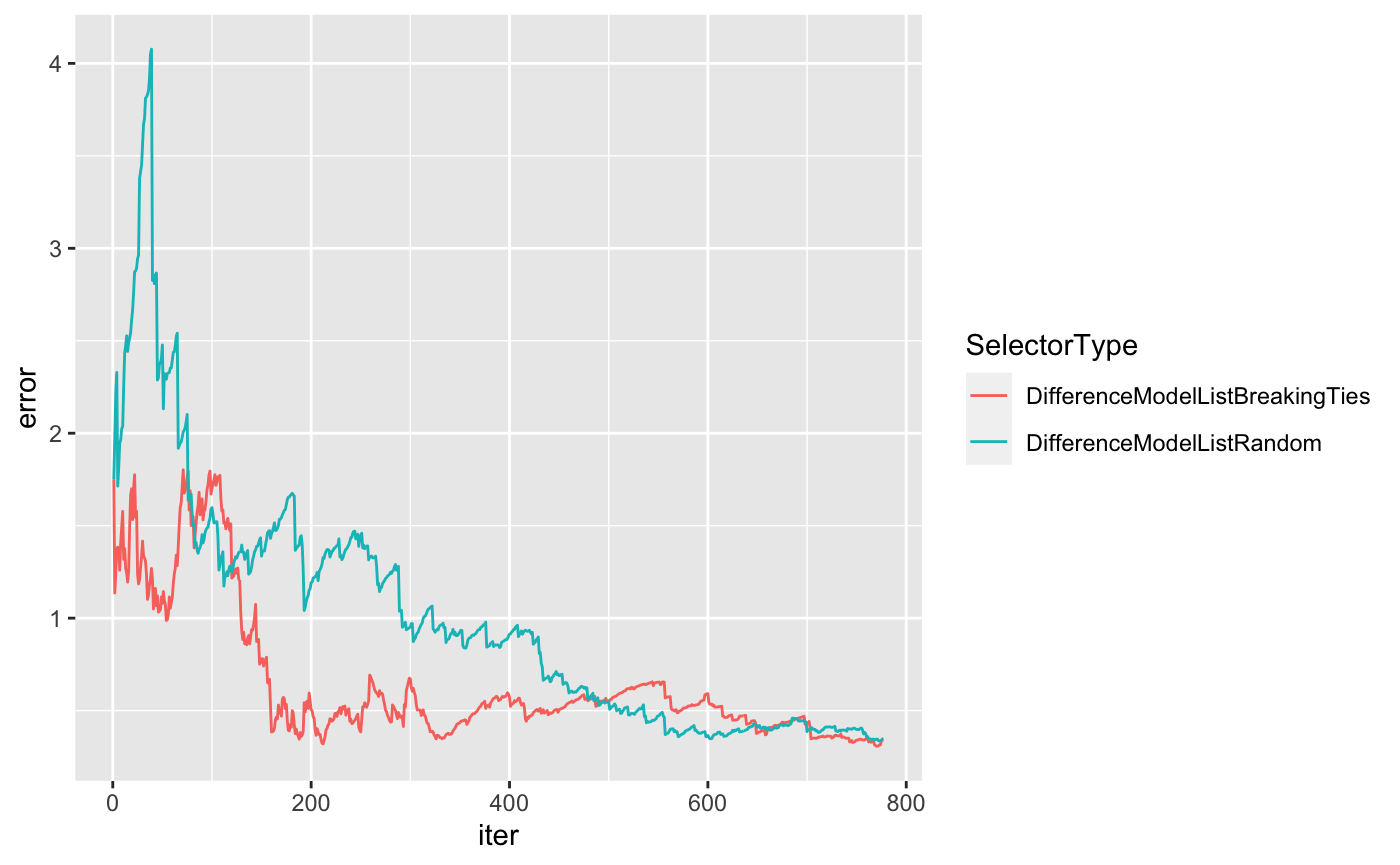 4
3
2
1
error
0 200 400 600 800
iter
SelectorType
DifferenceModelListBreakingTies
DifferenceModelListRandom